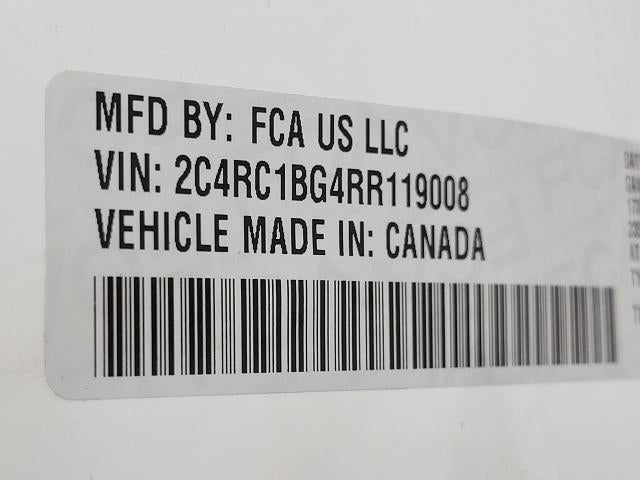 MFD BY: FCA US LLC
VIN: 2C4RC1BG4RR119008
VEHICLE MADE IN: CANADA